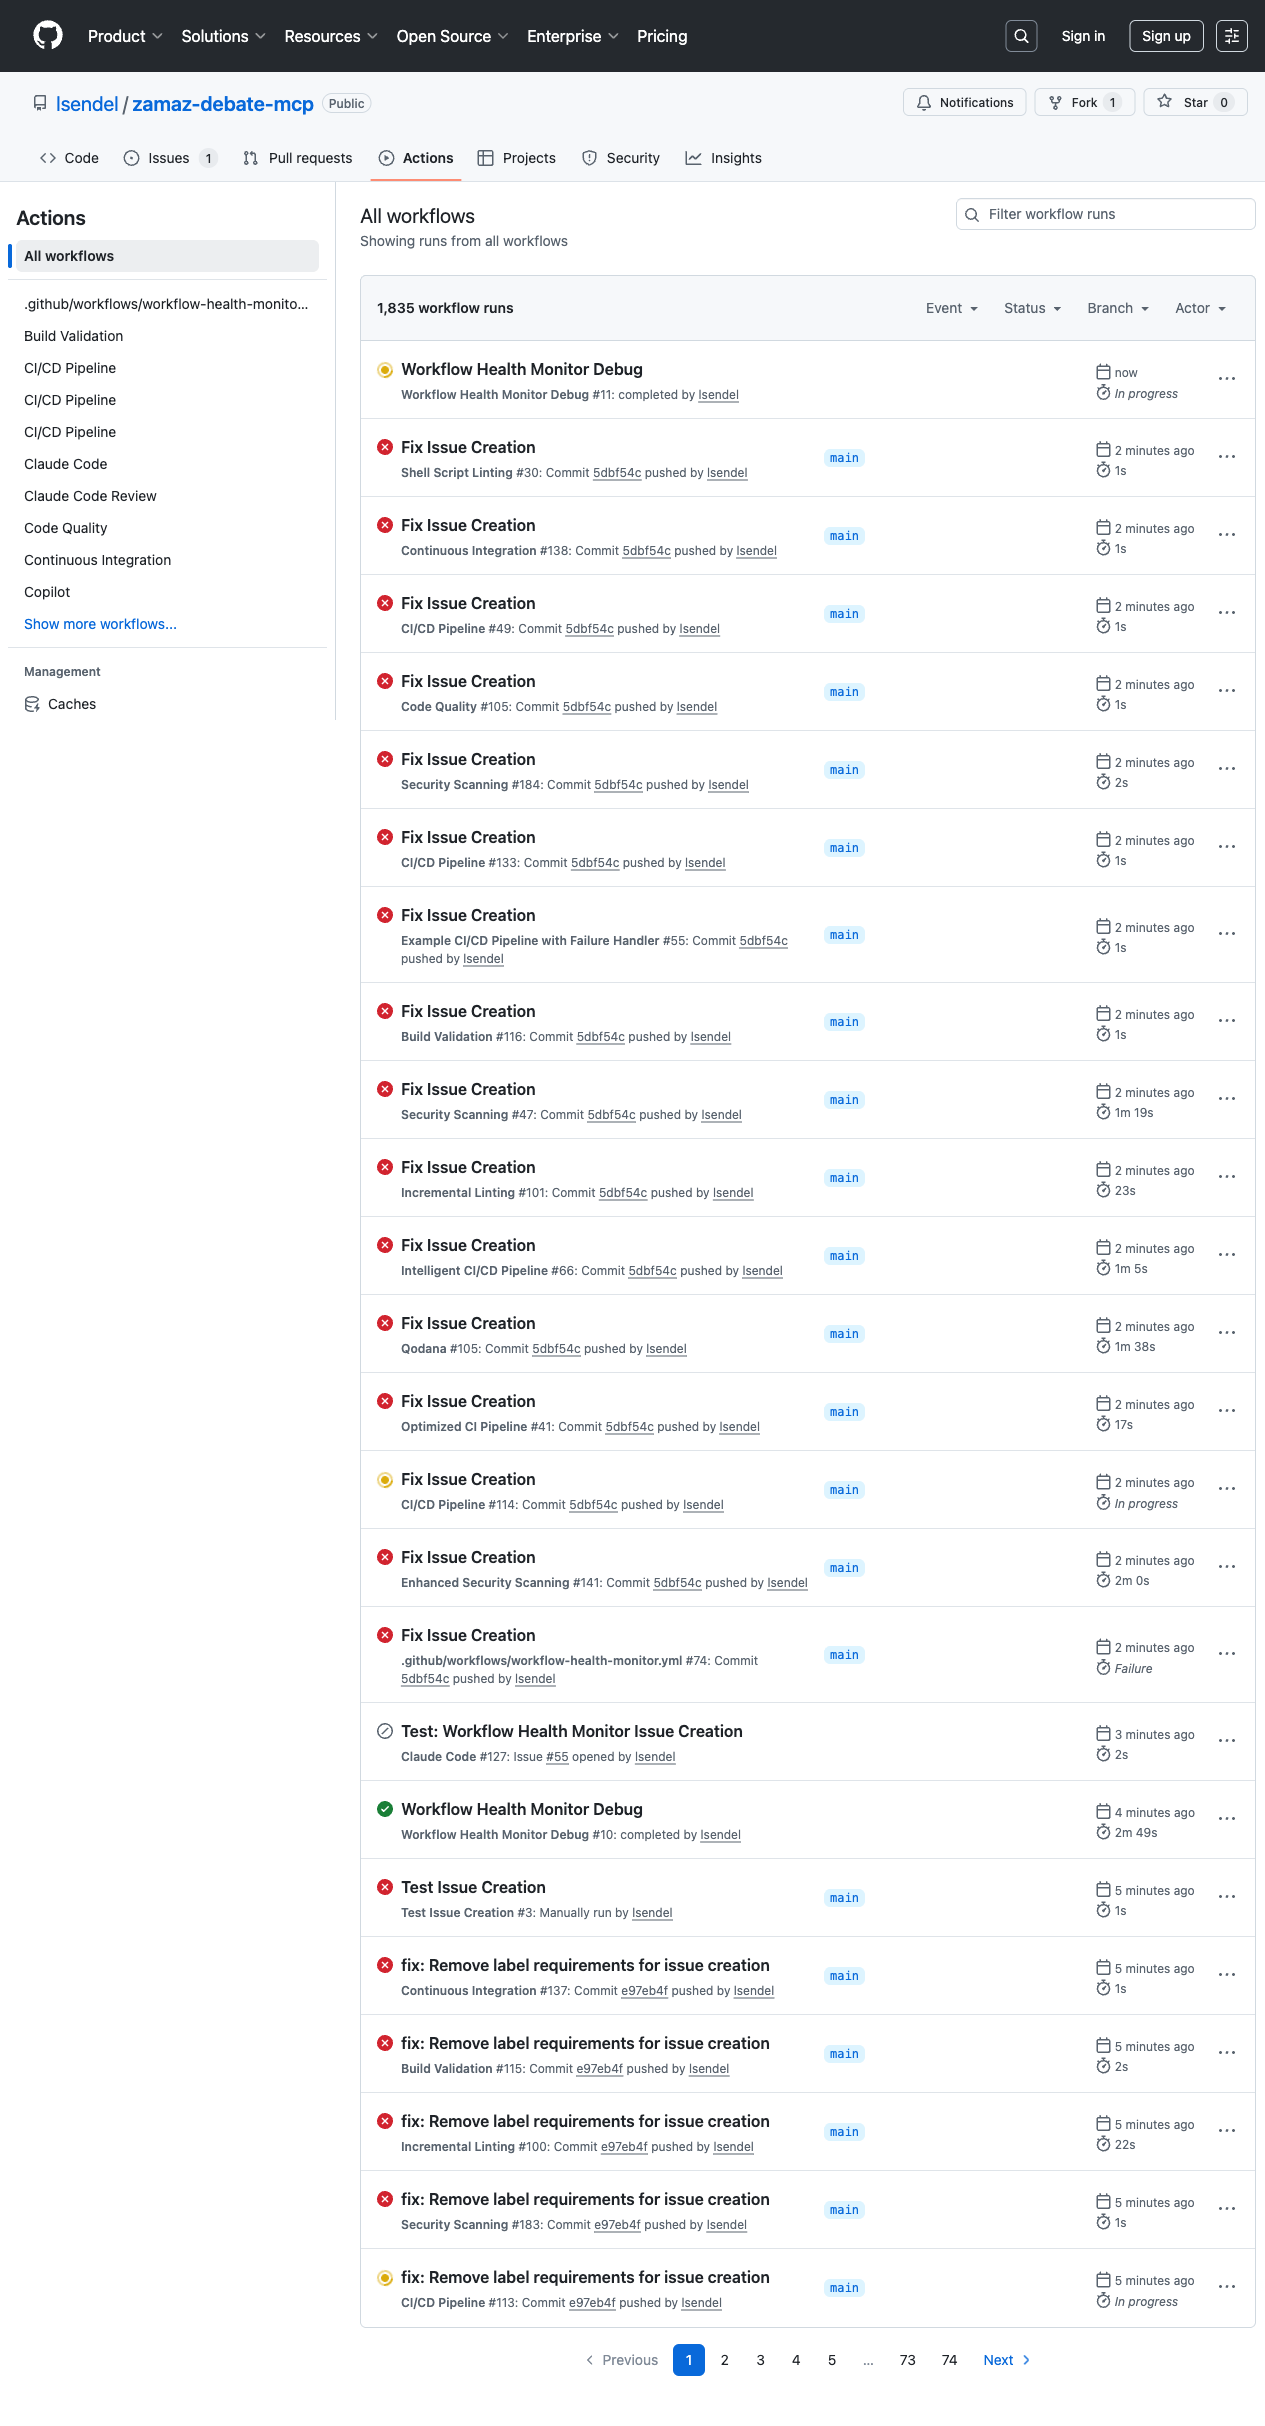 Product Solutions Resources Open Source Enterprise Pricing Sign in Sign up
lsendel / zamaz-debate-mcp Public Notifications Fork 1 Star 0
Code Issues 1 Pull requests Actions Projects Security Insights
Actions
All workflows
.github/workflows/workflow-health-monito...
Build Validation
CI/CD Pipeline
CI/CD Pipeline
CI/CD Pipeline
Claude Code
Claude Code Review
Code Quality
Continuous Integration
Copilot
Show more workflows...
Management
Caches
All workflows
Showing runs from all workflows
Filter workflow runs
1,835 workflow runs Event Status Branch Actor
Workflow Health Monitor Debug
Workflow Health Monitor Debug #11: completed by lsendel
now
In progress
Fix Issue Creation
Shell Script Linting #30: Commit 5dbf54c pushed by lsendel
main
2 minutes ago
1s
Fix Issue Creation
Continuous Integration #138: Commit 5dbf54c pushed by lsendel
main
2 minutes ago
1s
Fix Issue Creation
CI/CD Pipeline #49: Commit 5dbf54c pushed by lsendel
main
2 minutes ago
1s
Fix Issue Creation
Code Quality #105: Commit 5dbf54c pushed by lsendel
main
2 minutes ago
1s
Fix Issue Creation
Security Scanning #184: Commit 5dbf54c pushed by lsendel
main
2 minutes ago
2s
Fix Issue Creation
CI/CD Pipeline #133: Commit 5dbf54c pushed by lsendel
main
2 minutes ago
1s
Fix Issue Creation
Example CI/CD Pipeline with Failure Handler #55: Commit 5dbf54c
pushed by lsendel
main
2 minutes ago
1s
Fix Issue Creation
Build Validation #116: Commit 5dbf54c pushed by lsendel
main
2 minutes ago
1s
Fix Issue Creation
Security Scanning #47: Commit 5dbf54c pushed by lsendel
main
2 minutes ago
1m 19s
Fix Issue Creation
Incremental Linting #101: Commit 5dbf54c pushed by lsendel
main
2 minutes ago
23s
Fix Issue Creation
Intelligent CI/CD Pipeline #66: Commit 5dbf54c pushed by lsendel
main
2 minutes ago
1m 5s
Fix Issue Creation
Qodana #105: Commit 5dbf54c pushed by lsendel
main
2 minutes ago
1m 38s
Fix Issue Creation
Optimized CI Pipeline #41: Commit 5dbf54c pushed by lsendel
main
2 minutes ago
17s
Fix Issue Creation
CI/CD Pipeline #114: Commit 5dbf54c pushed by lsendel
main
2 minutes ago
In progress
Fix Issue Creation
Enhanced Security Scanning #141: Commit 5dbf54c pushed by lsendel
main
2 minutes ago
2m 0s
Fix Issue Creation
.github/workflows/workflow-health-monitor.yml #74: Commit
5dbf54c pushed by lsendel
main
2 minutes ago
Failure
Test: Workflow Health Monitor Issue Creation
Claude Code #127: Issue #55 opened by lsendel
3 minutes ago
2s
Workflow Health Monitor Debug
Workflow Health Monitor Debug #10: completed by lsendel
4 minutes ago
2m 49s
Test Issue Creation
Test Issue Creation #3: Manually run by lsendel
main
5 minutes ago
1s
fix: Remove label requirements for issue creation
Continuous Integration #137: Commit e97eb4f pushed by lsendel
main
5 minutes ago
1s
fix: Remove label requirements for issue creation
Build Validation #115: Commit e97eb4f pushed by lsendel
main
5 minutes ago
2s
fix: Remove label requirements for issue creation
Incremental Linting #100: Commit e97eb4f pushed by lsendel
main
5 minutes ago
22s
fix: Remove label requirements for issue creation
Security Scanning #183: Commit e97eb4f pushed by lsendel
main
5 minutes ago
1s
fix: Remove label requirements for issue creation
CI/CD Pipeline #113: Commit e97eb4f pushed by lsendel
main
5 minutes ago
In progress
Previous 1 2 3 4 5 … 73 74 Next